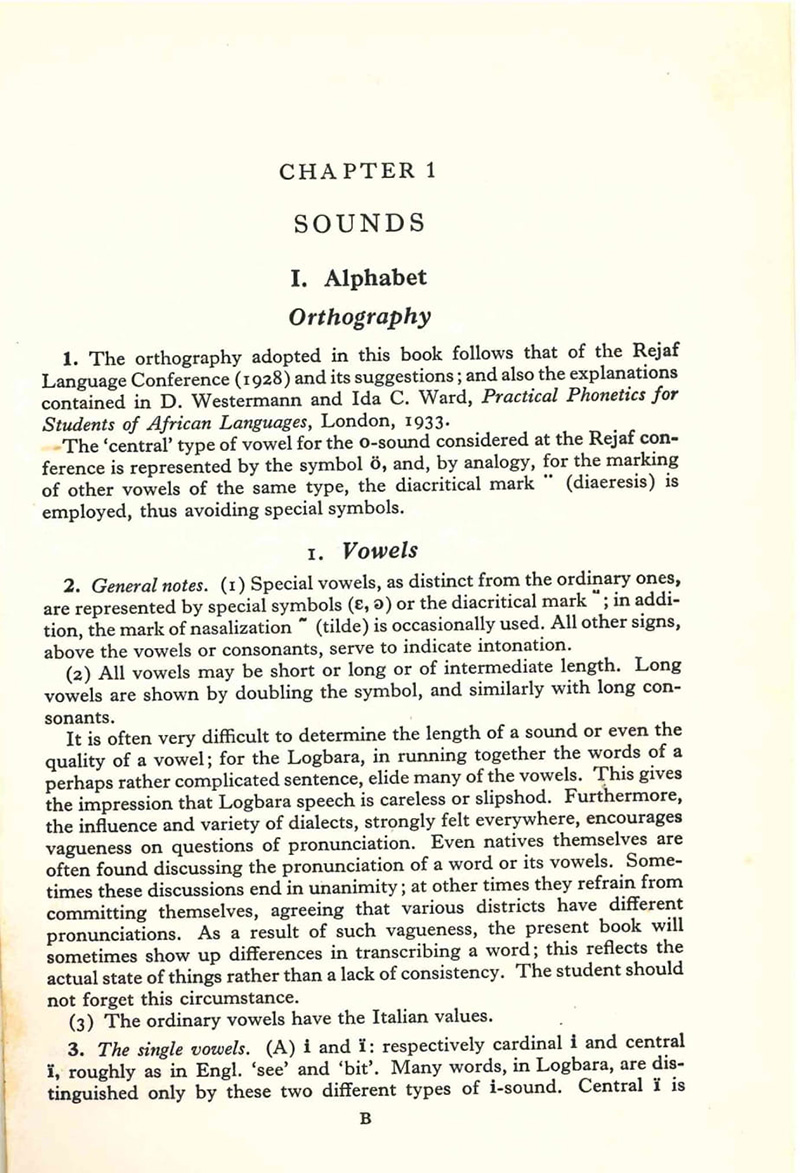 CHAPTER 1
SOUNDS
I. Alphabet
Orthography
1. The orthography adopted in this book follows that of the Rejaf
Language Conference (1928) and its suggestions; and also the explanations
contained in D. Westermann and Ida C. Ward, Practical Phonetics for
Students of African Languages, London, 1933.
The 'central' type of vowel for the o-sound considered at the Rejaf con-
ference is represented by the symbol ö, and, by analogy, for the marking
of other vowels of the same type, the diacritical mark ¨ (diaeresis) is
employed, thus avoiding special symbols.
1. Vowels
2. General notes. (1) Special vowels, as distinct from the ordinary ones,
are represented by special symbols (ɛ, ə) or the diacritical mark ¨; in addi-
tion, the mark of nasalization ~ (tilde) is occasionally used. All other signs,
above the vowels or consonants, serve to indicate intonation.
(2) All vowels may be short or long or of intermediate length. Long
vowels are shown by doubling the symbol, and similarly with long con-
sonants.
It is often very difficult to determine the length of a sound or even the
quality of a vowel; for the Logbara, in running together the words of a
perhaps rather complicated sentence, elide many of the vowels. This gives
the impression that Logbara speech is careless or slipshod. Furthermore,
the influence and variety of dialects, strongly felt everywhere, encourages
vagueness on questions of pronunciation. Even natives themselves are
often found discussing the pronunciation of a word or its vowels. Some-
times these discussions end in unanimity; at other times they refrain from
committing themselves, agreeing that various districts have different
pronunciations. As a result of such vagueness, the present book will
sometimes show up differences in transcribing a word; this reflects the
actual state of things rather than a lack of consistency. The student should
not forget this circumstance.
(3) The ordinary vowels have the Italian values.
3. The single vowels. (A) i and ï: respectively cardinal i and central
ï, roughly as in Engl. 'see' and 'bit'. Many words, in Logbara, are dis-
tinguished only by these two different types of i-sound. Central ï is
B